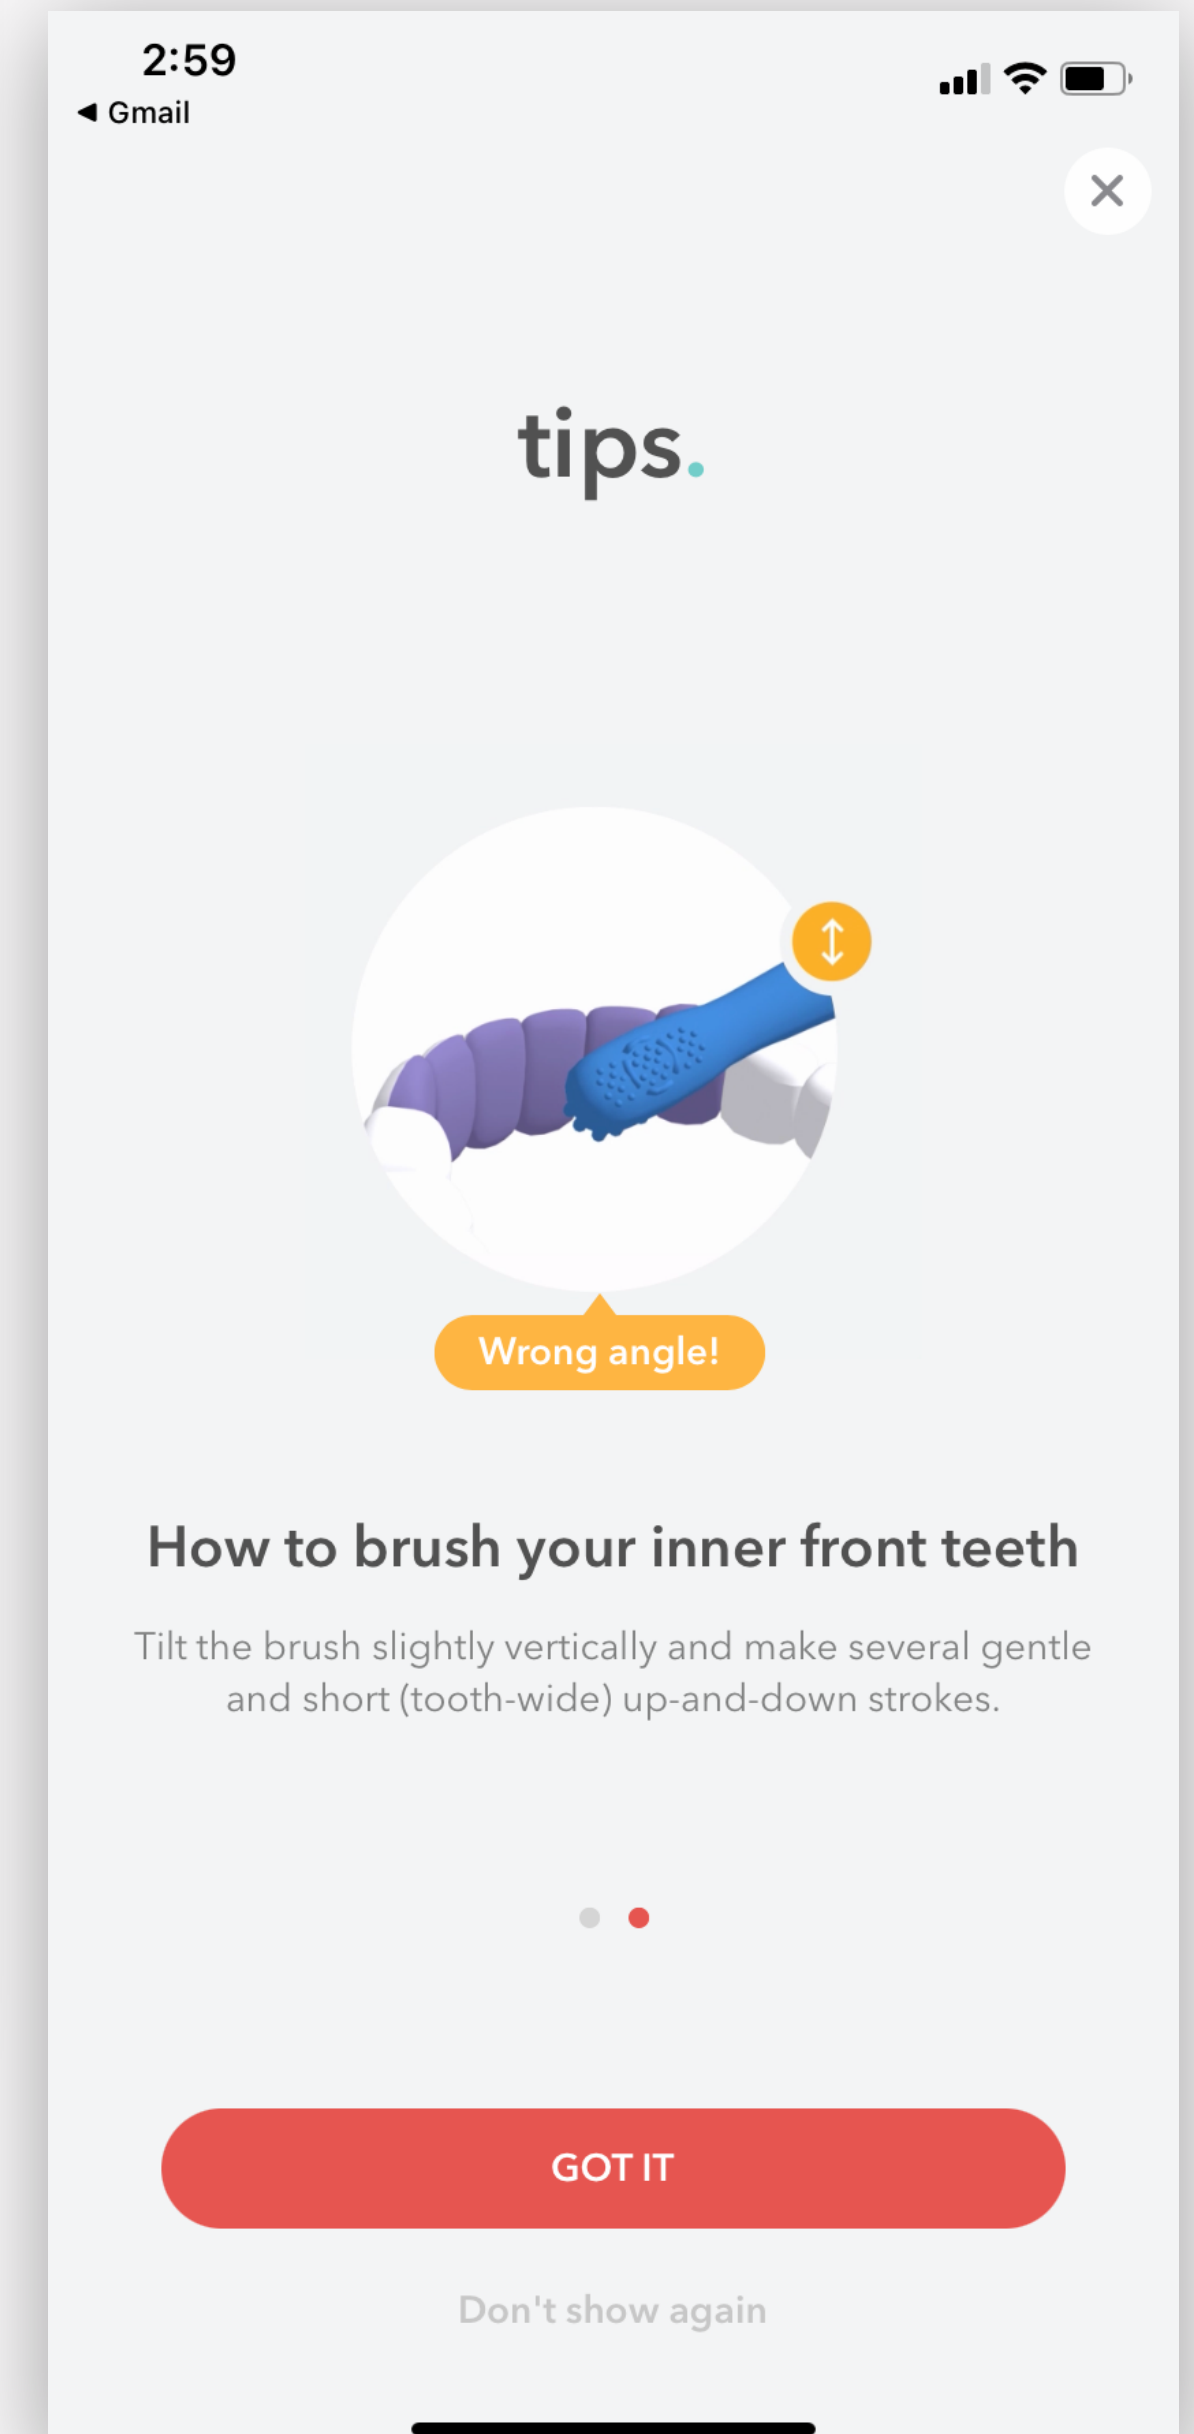 2:59
◀ Gmail
tips.
Wrong angle!
How to brush your inner front teeth
Tilt the brush slightly vertically and make several gentle
and short (tooth-wide) up-and-down strokes.
GOT IT
Don't show again